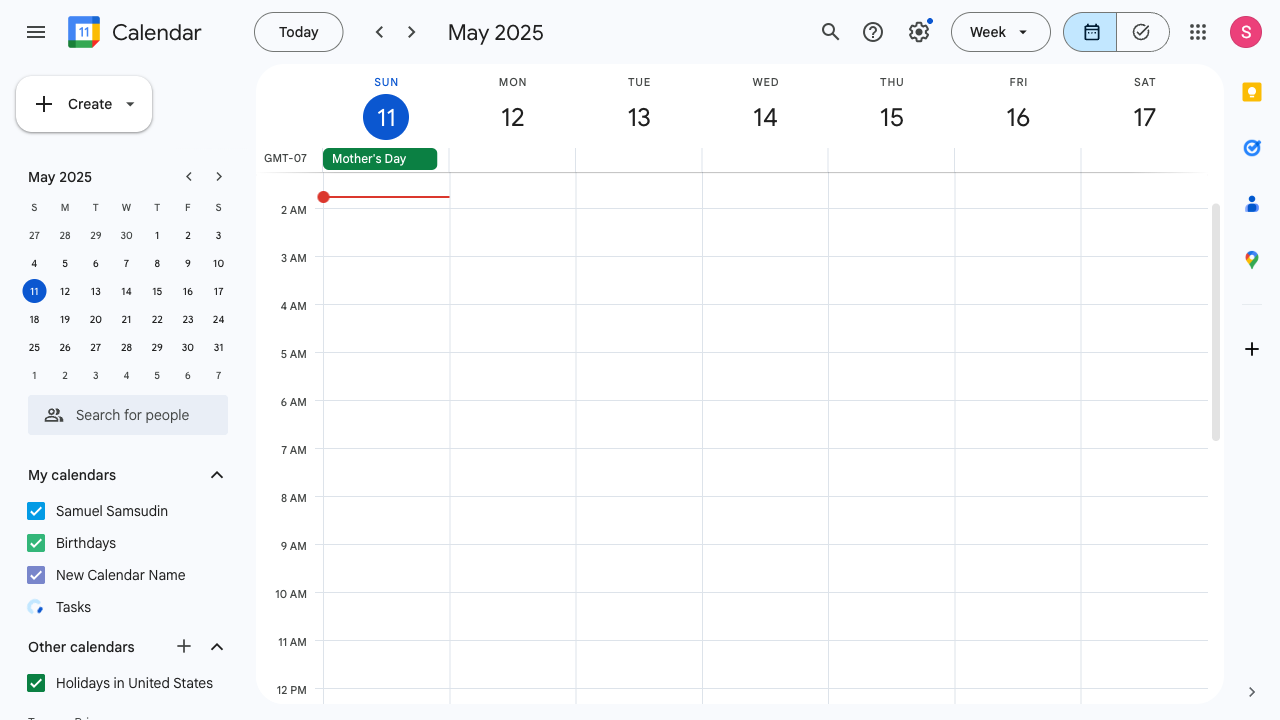 11
Calendar
Today
May 2025
Week
S
Create
May 2025
S M T W T F S
27 28 29 30 1 2 3
4 5 6 7 8 9 10
11 12 13 14 15 16 17
18 19 20 21 22 23 24
25 26 27 28 29 30 31
1 2 3 4 5 6 7
Search for people
My calendars
Samuel Samsudin
Birthdays
New Calendar Name
Tasks
Other calendars
Holidays in United States
SUN MON TUE WED THU FRI SAT
11 12 13 14 15 16 17
GMT-07
Mother's Day
2 AM
3 AM
4 AM
5 AM
6 AM
7 AM
8 AM
9 AM
10 AM
11 AM
12 PM